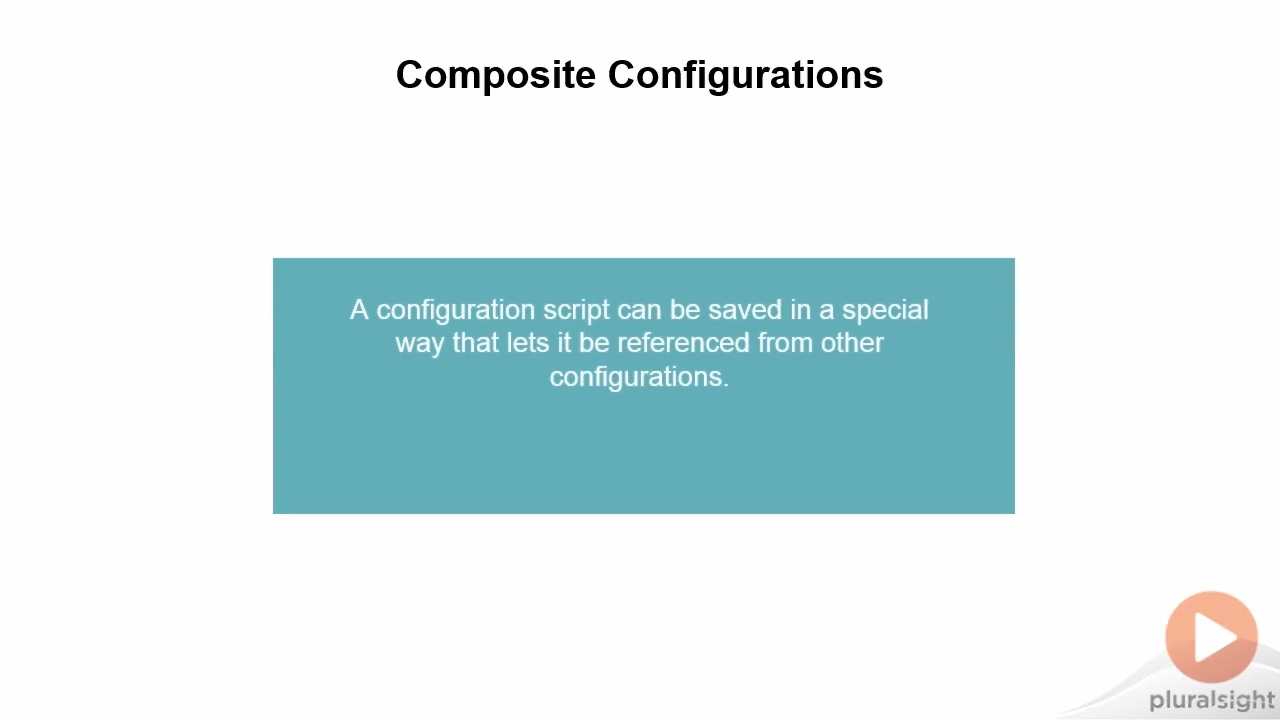 Composite Configurations
A configuration script can be saved in a special
way that lets it be referenced from other
configurations.
pluralsight